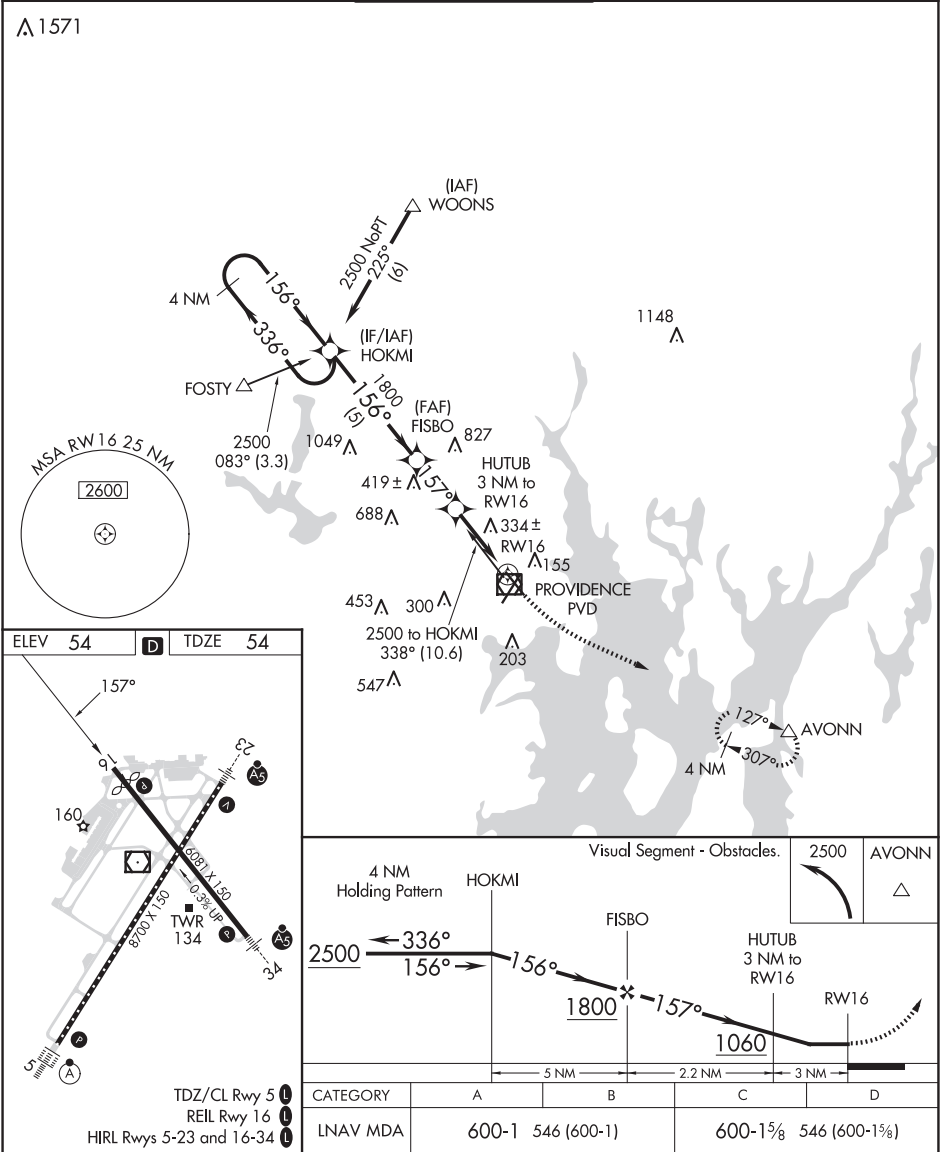 1571
(IAF)
WOONS
2500 NoPT
225°
(6)
4 NM
156°
336°
(IF/IAF)
HOKMI
FOSTY
2500
083° (3.3)
1800
156°
(5)
(FAF)
FISBO
1148
1049
827
419 ±
157°
HUTUB
3 NM to
RW16
688
334 ±
RW16
155
PROVIDENCE
PVD
453
300
2500 to HOKMI
338° (10.6)
203
547
127°
307°
4 NM
AVONN
MSA RW 16 25 NM
2600
ELEV 54
D
TDZE 54
157°
16
23
P
A5
V
160
6081 X 150
0.3% UP
8700 X 150
TWR
134
P
A5
34
P
5
A
TDZ/CL Rwy 5 L
REIL Rwy 16 L
HIRL Rwys 5-23 and 16-34 L
Visual Segment - Obstacles.
2500
AVONN
4 NM
Holding Pattern
HOKMI
FISBO
HUTUB
3 NM to
RW16
RW16
2500
336°
156°
156°
1800
157°
1060
5 NM
2.2 NM
3 NM
CATEGORY A B C D
LNAV MDA 600-1 546 (600-1) 600-1⅝ 546 (600-1⅝)